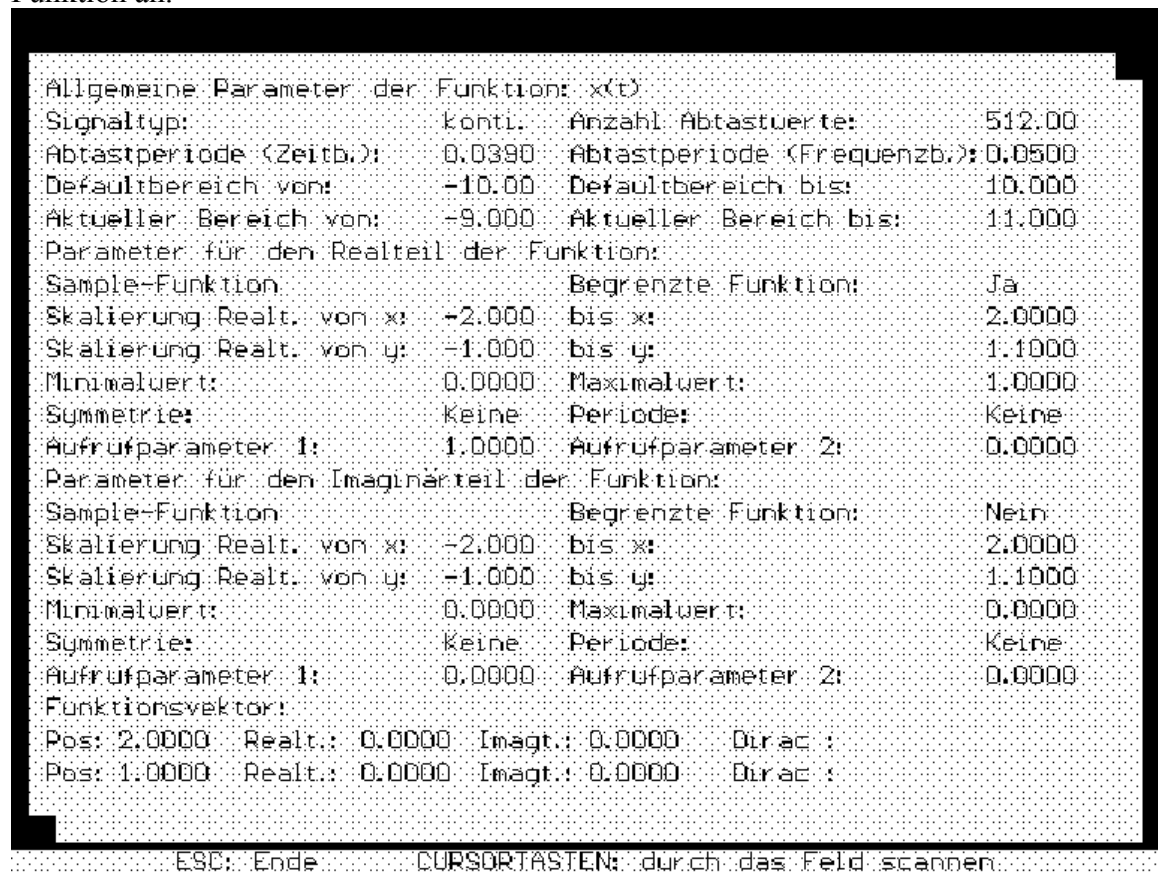 Funktion an.
Allgemeine Parameter der Funktion: x(t)
Signaltyp: konti. Anzahl Abtastwerte: 512.00
Abtastperiode (Zeitb.): 0.0390 Abtastperiode (Frequenzb.): 0.0500
Defaultbereich von: -10.00 Defaultbereich bis: 10.000
Aktueller Bereich von: -9.000 Aktueller Bereich bis: 11.000
Parameter für den Realteil der Funktion:
Sample-Funktion Begrenzte Funktion: Ja
Skalierung Realt. von x: -2.000 bis x: 2.0000
Skalierung Realt. von y: -1.000 bis y: 1.1000
Minimalwert: 0.0000 Maximalwert: 1.0000
Symmetrie: Keine Periode: Keine
Aufrufparameter 1: 1.0000 Aufrufparameter 2: 0.0000
Parameter für den Imaginärteil der Funktion:
Sample-Funktion Begrenzte Funktion: Nein
Skalierung Realt. von x: -2.000 bis x: 2.0000
Skalierung Realt. von y: -1.000 bis y: 1.1000
Minimalwert: 0.0000 Maximalwert: 0.0000
Symmetrie: Keine Periode: Keine
Aufrufparameter 1: 0.0000 Aufrufparameter 2: 0.0000
Funktionsvektor:
Pos: 2.0000 Realt.: 0.0000 Imagt.: 0.0000 Dirac :
Pos: 1.0000 Realt.: 0.0000 Imagt.: 0.0000 Dirac :
ESC: Ende CURSORTASTEN: durch das Feld scannen